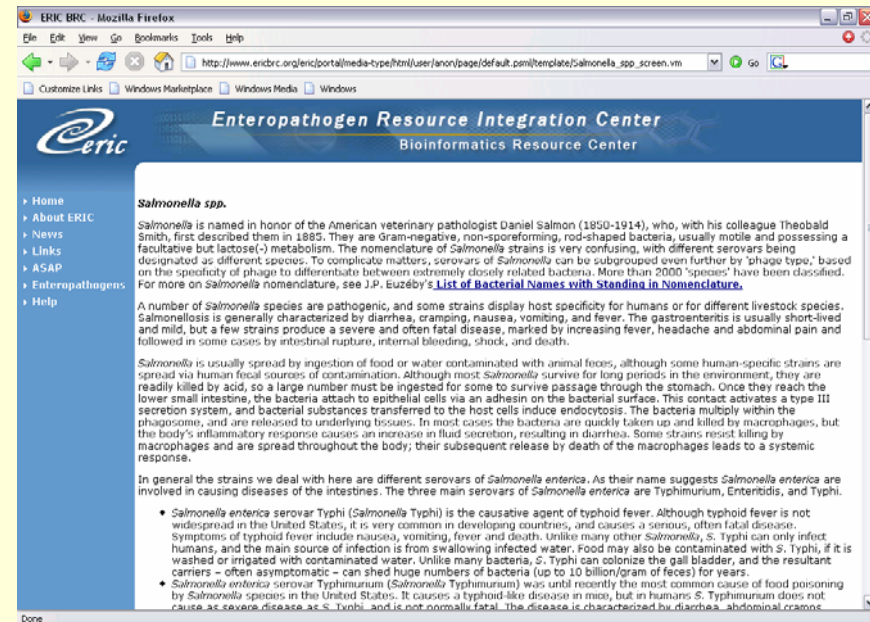 ERIC BRC - Mozilla Firefox
File Edit View Go Bookmarks Tools Help
http://www.ericbrc.org/eric/portal/media-type/html/user/anon/page/default.psml/template/Salmonella_spp_screen.vm Go
Customize Links Windows Marketplace Windows Media Windows
eric
Enteropathogen Resource Integration Center
Bioinformatics Resource Center
Home
About ERIC
News
Links
ASAP
Enteropathogens
Help
Salmonella spp.
Salmonella is named in honor of the American veterinary pathologist Daniel Salmon (1850-1914), who, with his colleague Theobald
Smith, first described them in 1885. They are Gram-negative, non-sporeforming, rod-shaped bacteria, usually motile and possessing a
facultative but lactose(-) metabolism. The nomenclature of Salmonella strains is very confusing, with different serovars being
designated as different species. To complicate matters, serovars of Salmonella can be subgrouped even further by 'phage type,' based
on the specificity of phage to differentiate between extremely closely related bacteria. More than 2000 'species' have been classified.
For more on Salmonella nomenclature, see J.P. Euzéby's List of Bacterial Names with Standing in Nomenclature.
A number of Salmonella species are pathogenic, and some strains display host specificity for humans or for different livestock species.
Salmonellosis is generally characterized by diarrhea, cramping, nausea, vomiting, and fever. The gastroenteritis is usually short-lived
and mild, but a few strains produce a severe and often fatal disease, marked by increasing fever, headache and abdominal pain and
followed in some cases by intestinal rupture, internal bleeding, shock, and death.
Salmonella is usually spread by ingestion of food or water contaminated with animal feces, although some human-specific strains are
spread via human fecal sources of contamination. Although most Salmonella survive for long periods in the environment, they are
readily killed by acid, so a large number must be ingested for some to survive passage through the stomach. Once they reach the
lower small intestine, the bacteria attach to epithelial cells via an adhesin on the bacterial surface. This contact activates a type III
secretion system, and bacterial substances transferred to the host cells induce endocytosis. The bacteria multiply within the
phagosome, and are released to underlying tissues. In most cases the bacteria are quickly taken up and killed by macrophages, but
the body's inflammatory response causes an increase in fluid secretion, resulting in diarrhea. Some strains resist killing by
macrophages and are spread throughout the body; their subsequent release by death of the macrophages leads to a systemic
response.
In general the strains we deal with here are different serovars of Salmonella enterica. As their name suggests Salmonella enterica are
involved in causing diseases of the intestines. The three main serovars of Salmonella enterica are Typhimurium, Enteritidis, and Typhi.
• Salmonella enterica serovar Typhi (Salmonella Typhi) is the causative agent of typhoid fever. Although typhoid fever is not
widespread in the United States, it is very common in developing countries, and causes a serious, often fatal disease.
Symptoms of typhoid fever include nausea, vomiting, fever and death. Unlike many other Salmonella, S. Typhi can only infect
humans, and the main source of infection is from swallowing infected water. Food may also be contaminated with S. Typhi, if it is
washed or irrigated with contaminated water. Unlike many bacteria, S. Typhi can colonize the gall bladder, and the resultant
carriers – often asymptomatic – can shed huge numbers of bacteria (up to 10 billion/gram of feces) for years.
• Salmonella enterica serovar Typhimurium (Salmonella Typhimurium) was until recently the most common cause of food poisoning
by Salmonella species in the United States. It causes a typhoid-like disease in mice, but in humans S. Typhimurium does not
cause as severe disease as S. Typhi, and is not normally fatal. The disease is characterized by diarrhea, abdominal cramps,
Done